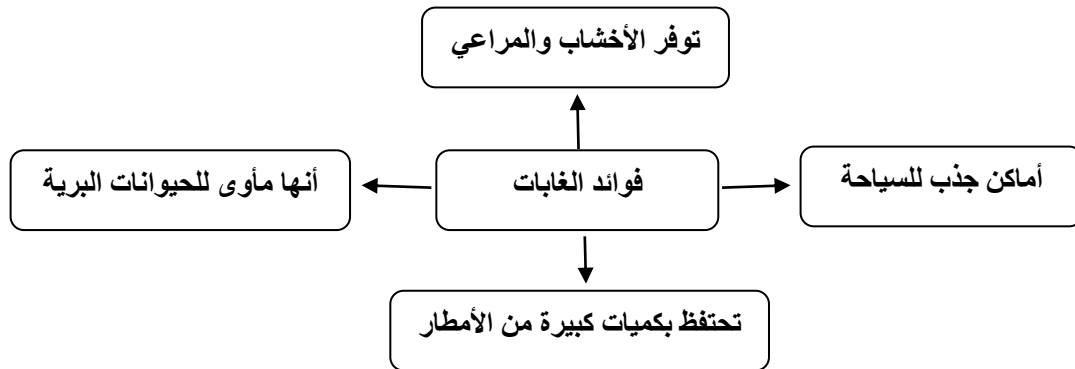 توفر الأخشاب والمراعي
أماكن جذب للسياحة
فوائد الغابات
أنها مأوى للحيوانات البرية
تحتفظ بكميات كبيرة من الأمطار